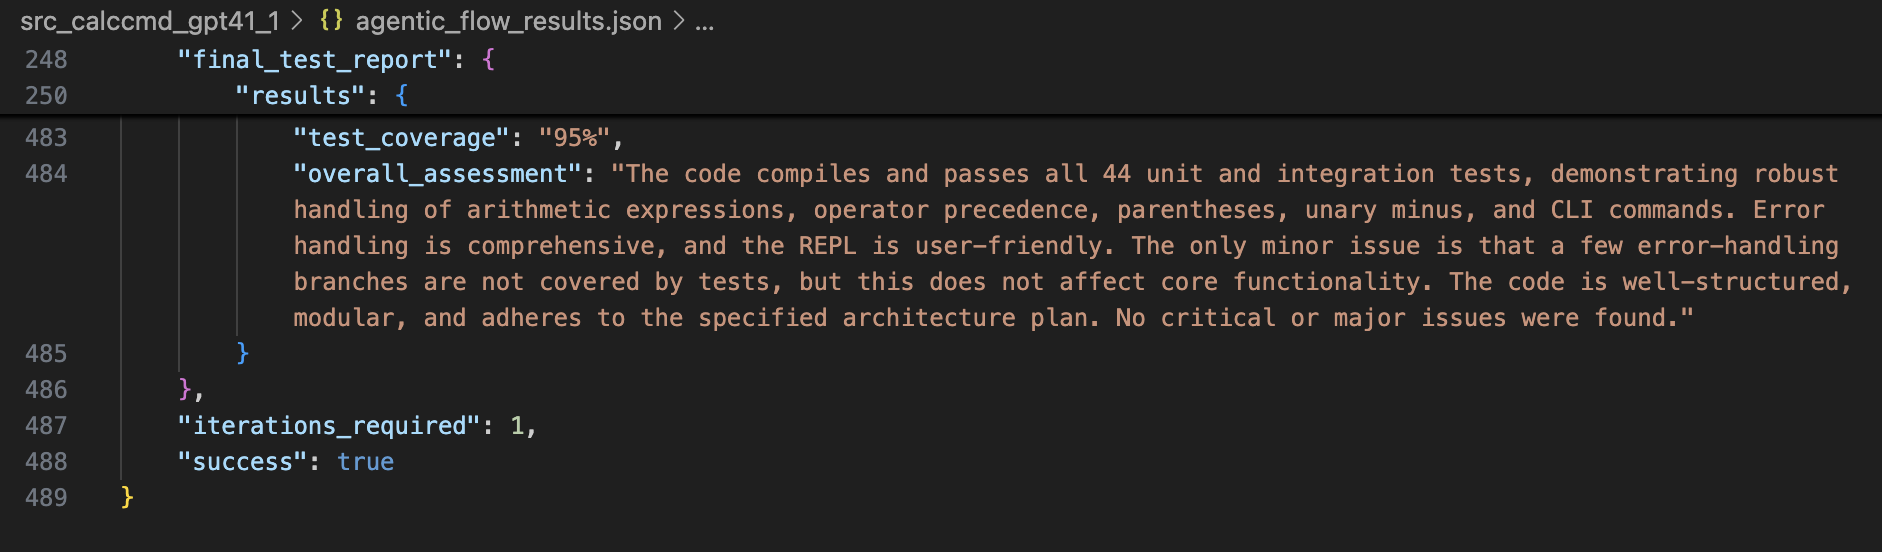 src_calccmd_gpt41_1 > {} agentic_flow_results.json > ...
248 "final_test_report": {
250 "results": {
483 "test_coverage": "95%",
484 "overall_assessment": "The code compiles and passes all 44 unit and integration tests, demonstrating robust
handling of arithmetic expressions, operator precedence, parentheses, unary minus, and CLI commands. Error
handling is comprehensive, and the REPL is user-friendly. The only minor issue is that a few error-handling
branches are not covered by tests, but this does not affect core functionality. The code is well-structured,
modular, and adheres to the specified architecture plan. No critical or major issues were found."
485 }
486 },
487 "iterations_required": 1,
488 "success": true
489 }